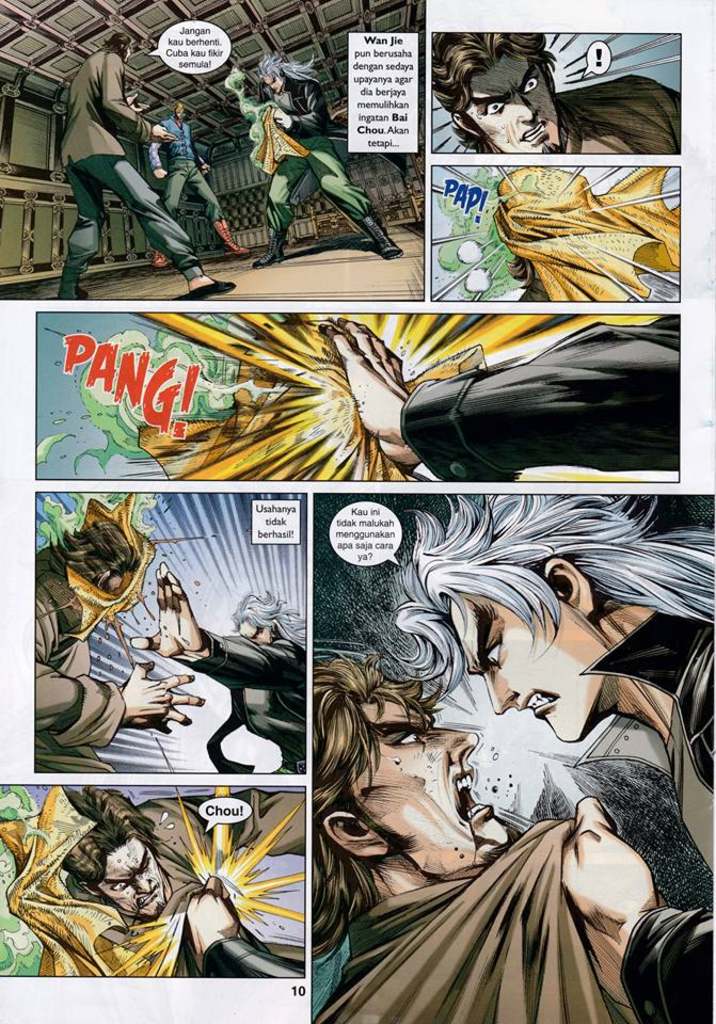 Jangan
kau berhenti.
Cuba kau fikir
semula!
Wan Jie
pun berusaha
dengan sedaya
upayanya agar
dia berjaya
memulihkan
ingatan Bai
Chou. Akan
tetapi...
!
PAP!
PANG!
Usahanya
tidak
berhasil!
Kau ini
tidak malukah
menggunakan
apa saja cara
ya?
Chou!
10